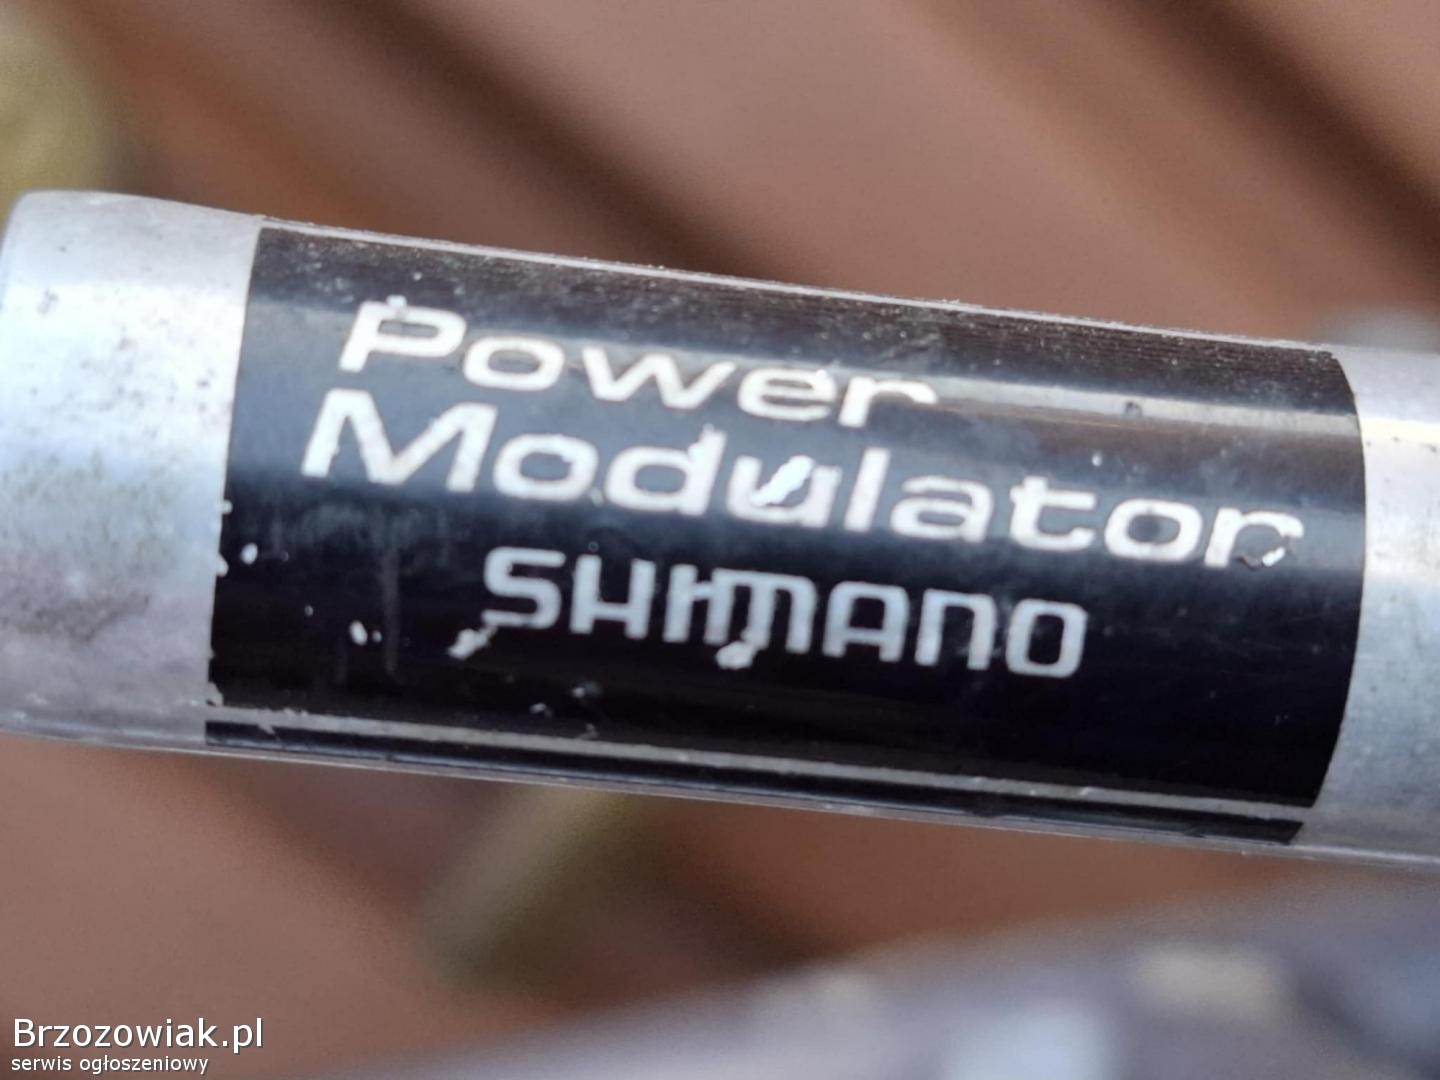 Power
Modulator
SHIMANO
Brzozowiak.pl
serwis ogłoszeniowy